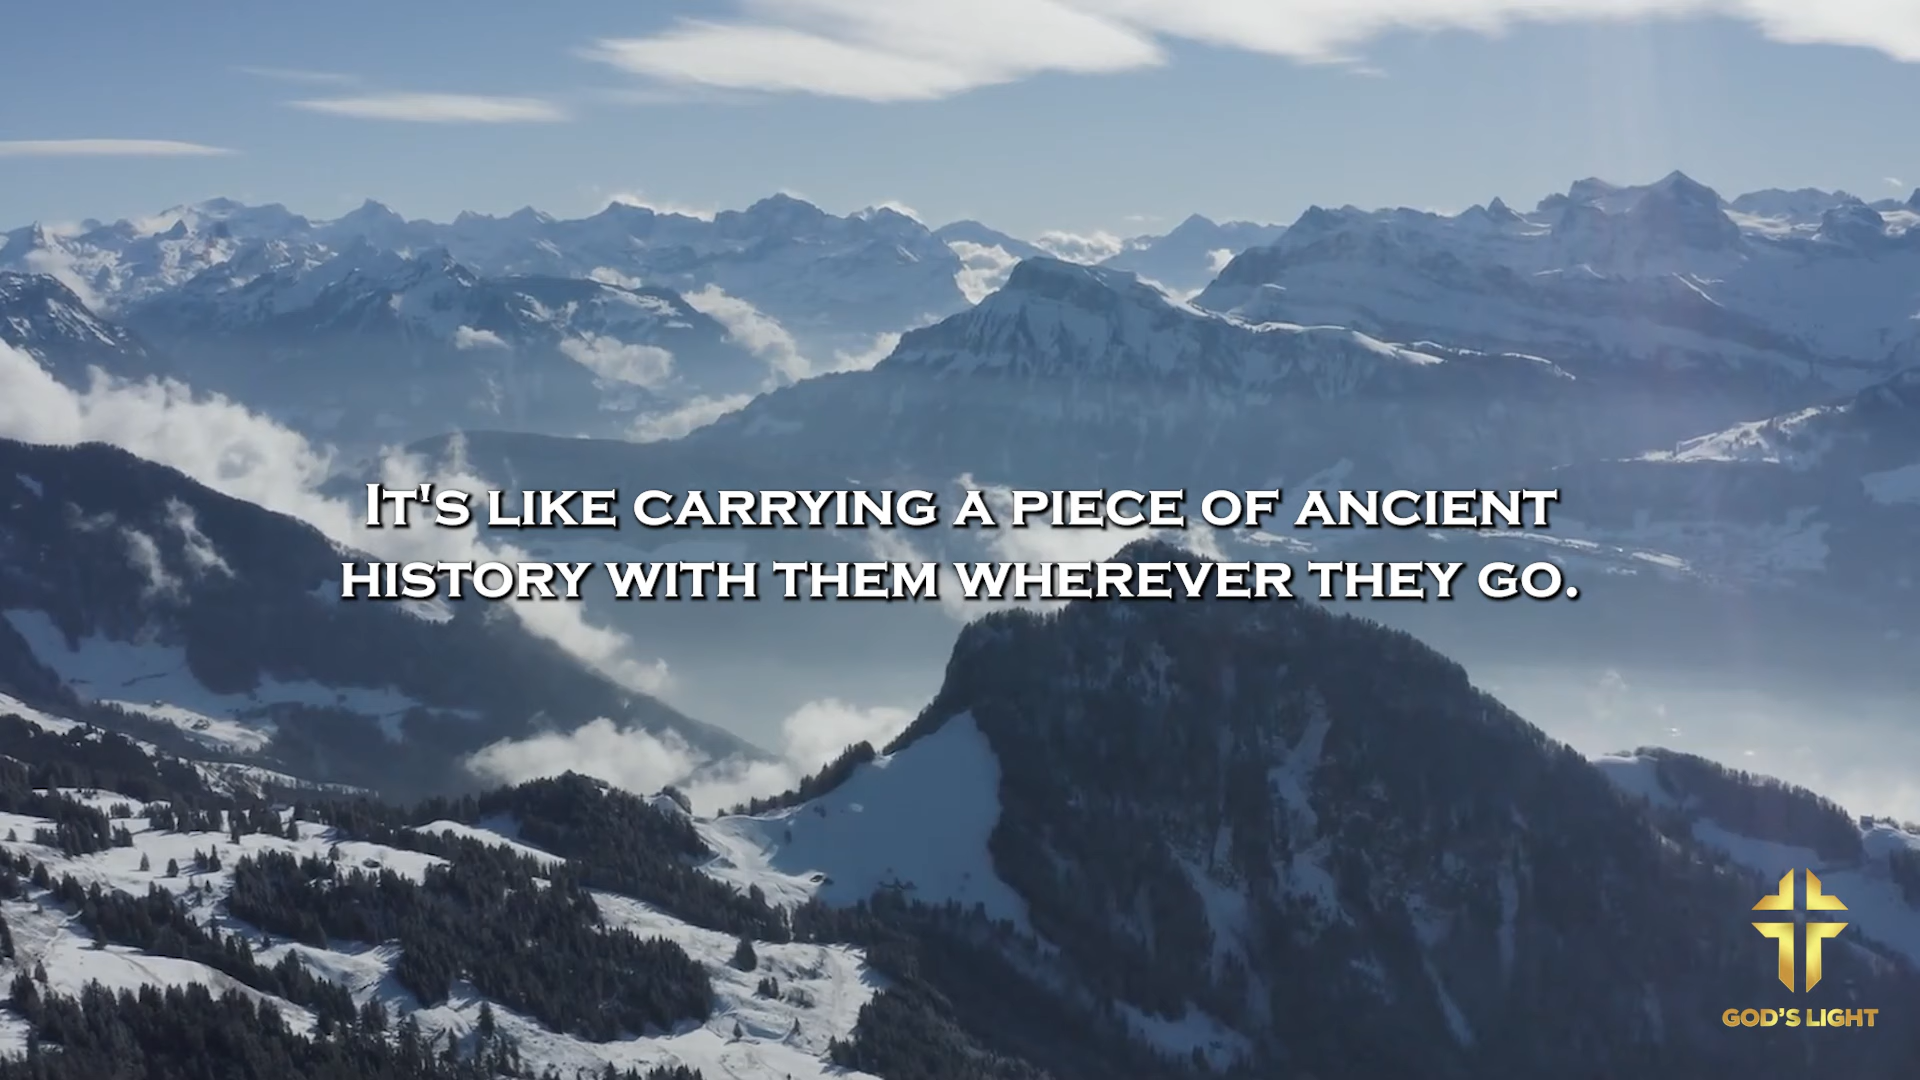 It's like carrying a piece of ancient
history with them wherever they go.
GOD'S LIGHT